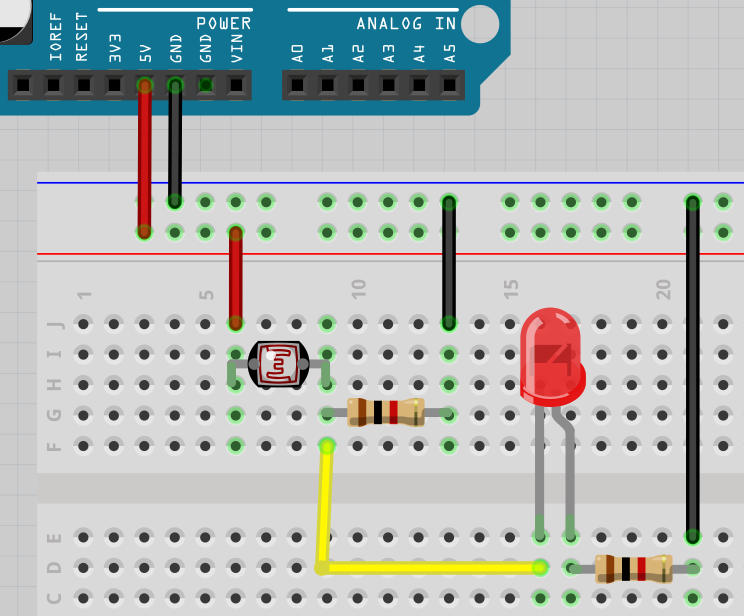 POWER
ANALOG IN
IOREF
RESET
3V3
5V
GND
GND
VIN
A0
A1
A2
A3
A4
A5
1
5
10
15
20
J
I
H
G
F
E
D
C